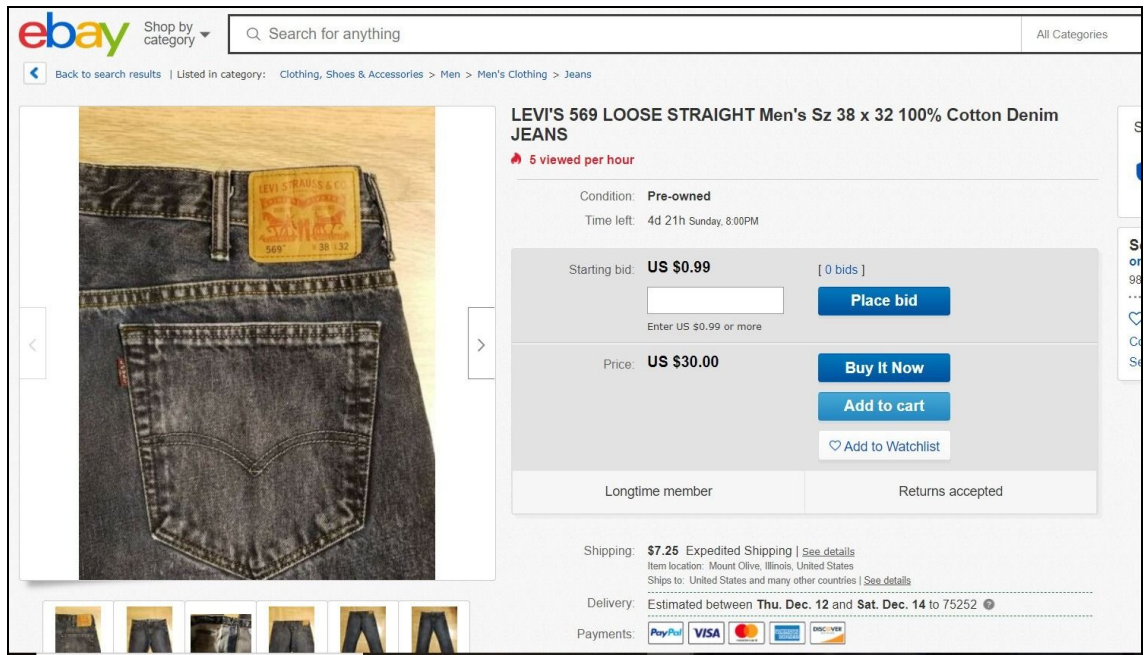 ebay
Shop by
category
Search for anything
All Categories
Back to search results | Listed in category: Clothing, Shoes & Accessories > Men > Men's Clothing > Jeans
LEVI STRAUSS & CO
569 38 32
LEVI'S 569 LOOSE STRAIGHT Men's Sz 38 x 32 100% Cotton Denim
JEANS
5 viewed per hour
Condition: Pre-owned
Time left: 4d 21h Sunday, 8:00PM
Starting bid: US $0.99 [ 0 bids ]
Place bid
Enter US $0.99 or more
Price: US $30.00
Buy It Now
Add to cart
Add to Watchlist
Longtime member
Returns accepted
Shipping: $7.25 Expedited Shipping | See details
Item location: Mount Olive, Illinois, United States
Ships to: United States and many other countries | See details
Delivery: Estimated between Thu. Dec. 12 and Sat. Dec. 14 to 75252 ?
Payments: PayPal VISA DISCOVER
S
S
or
98
Co
Se